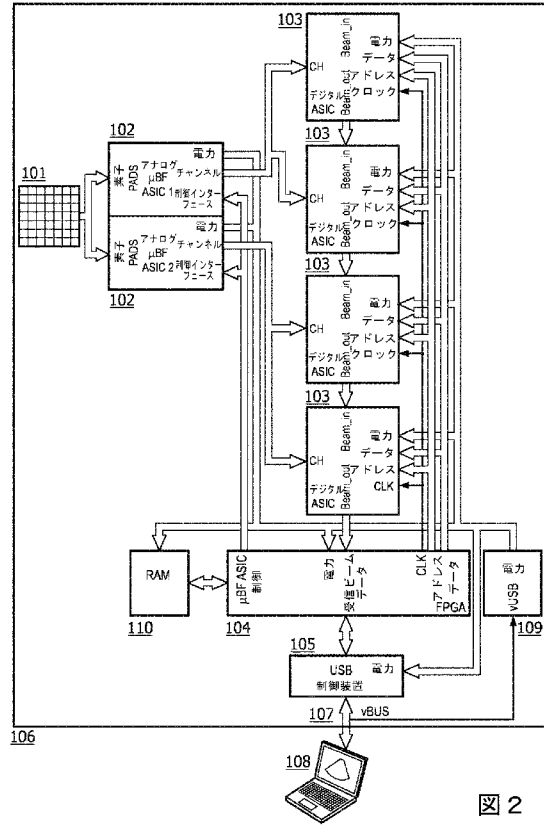 103
Beam_in
電力
データ
CH
アドレス
デジタル
ASIC
Beam_out
クロック
103
Beam_in
電力
データ
CH
アドレス
デジタル
ASIC
Beam_out
クロック
103
Beam_in
電力
データ
CH
アドレス
デジタル
ASIC
Beam_out
クロック
103
Beam_in
電力
データ
CH
アドレス
デジタル
ASIC
Beam_out
CLK
101
102
素子
PADS
電力
アナログ
μBF
ASIC 1
チャンネル
制御インター
フェース
素子
PADS
電力
アナログ
μBF
ASIC 2
チャンネル
制御インター
フェース
102
RAM
110
μBF ASIC
制御
電力
受信ビーム
データ
CLK
アドレス
データ
FPGA
104
電力
vUSB
109
105
USB
制御装置
電力
107
vBUS
106
108
図 2